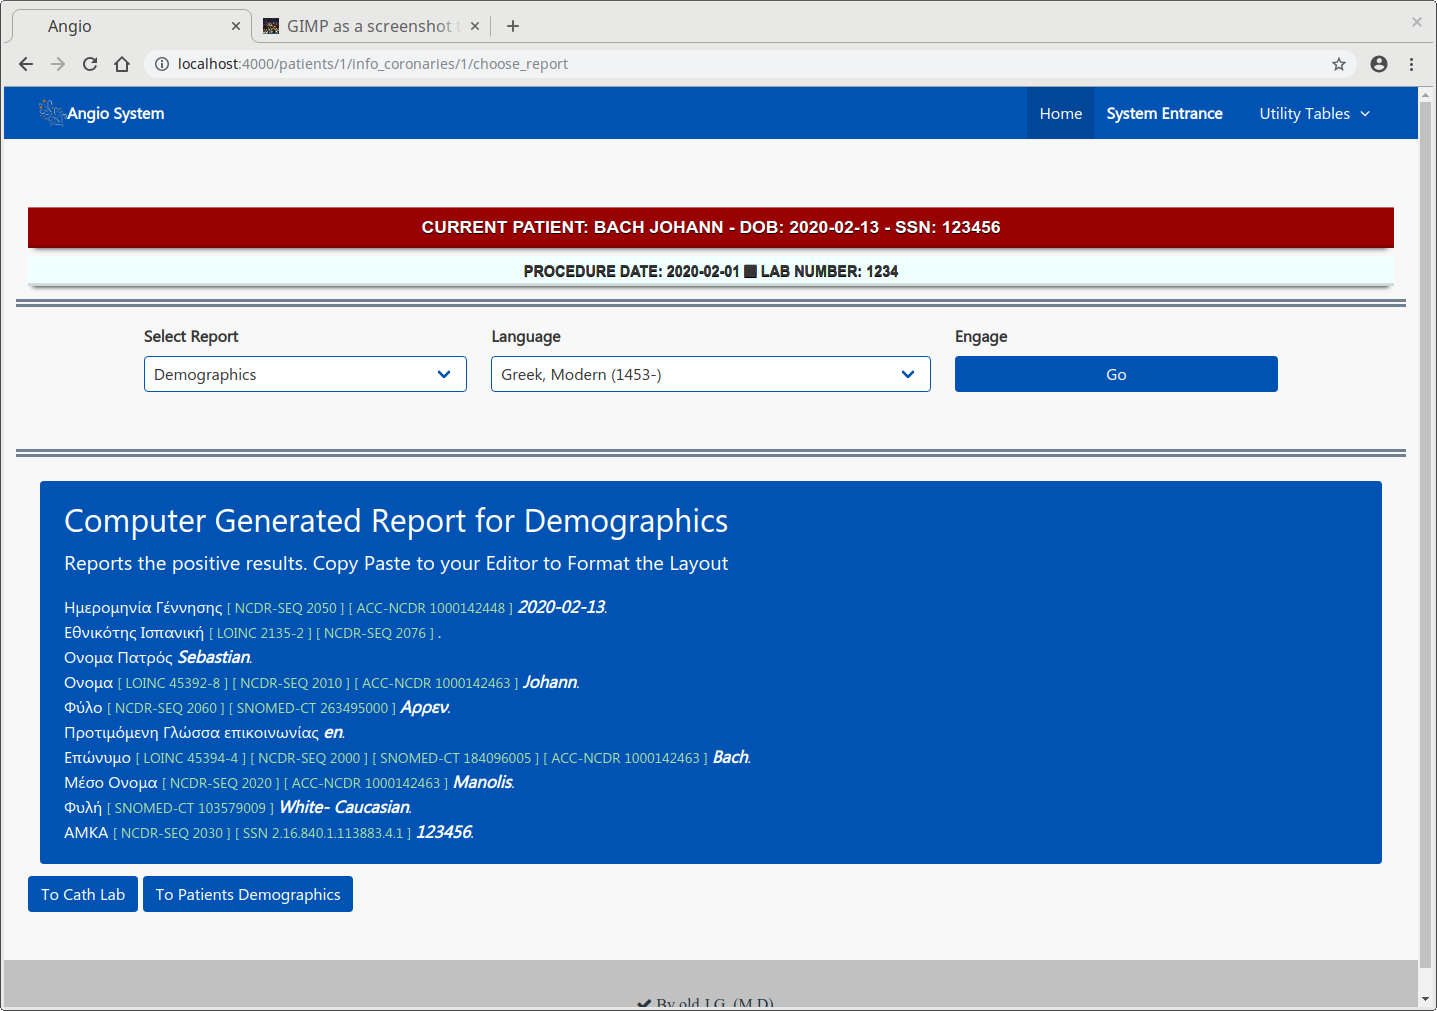 Angio
GIMP as a screenshot
localhost:4000/patients/1/info_coronaries/1/choose_report
Angio System
Home
System Entrance
Utility Tables
CURRENT PATIENT: BACH JOHANN - DOB: 2020-02-13 - SSN: 123456
PROCEDURE DATE: 2020-02-01 LAB NUMBER: 1234
Select Report
Language
Engage
Demographics
Greek, Modern (1453-)
Go
Computer Generated Report for Demographics
Reports the positive results. Copy Paste to your Editor to Format the Layout
Ημερομηνία Γέννησης [ NCDR-SEQ 2050 ] [ ACC-NCDR 1000142448 ] 2020-02-13.
Εθνικότης Ισπανική [ LOINC 2135-2 ] [ NCDR-SEQ 2076 ] .
Ονομα Πατρός Sebastian.
Ονομα [ LOINC 45392-8 ] [ NCDR-SEQ 2010 ] [ ACC-NCDR 1000142463 ] Johann.
Φύλο [ NCDR-SEQ 2060 ] [ SNOMED-CT 263495000 ] Αρρεν.
Προτιμόμενη Γλώσσα επικοινωνίας en.
Επώνυμο [ LOINC 45394-4 ] [ NCDR-SEQ 2000 ] [ SNOMED-CT 184096005 ] [ ACC-NCDR 1000142463 ] Bach.
Μέσο Ονομα [ NCDR-SEQ 2020 ] [ ACC-NCDR 1000142463 ] Manolis.
Φυλή [ SNOMED-CT 103579009 ] White- Caucasian.
ΑΜΚΑ [ NCDR-SEQ 2030 ] [ SSN 2.16.840.1.113883.4.1 ] 123456.
To Cath Lab
To Patients Demographics
By old J.G. (M.D)